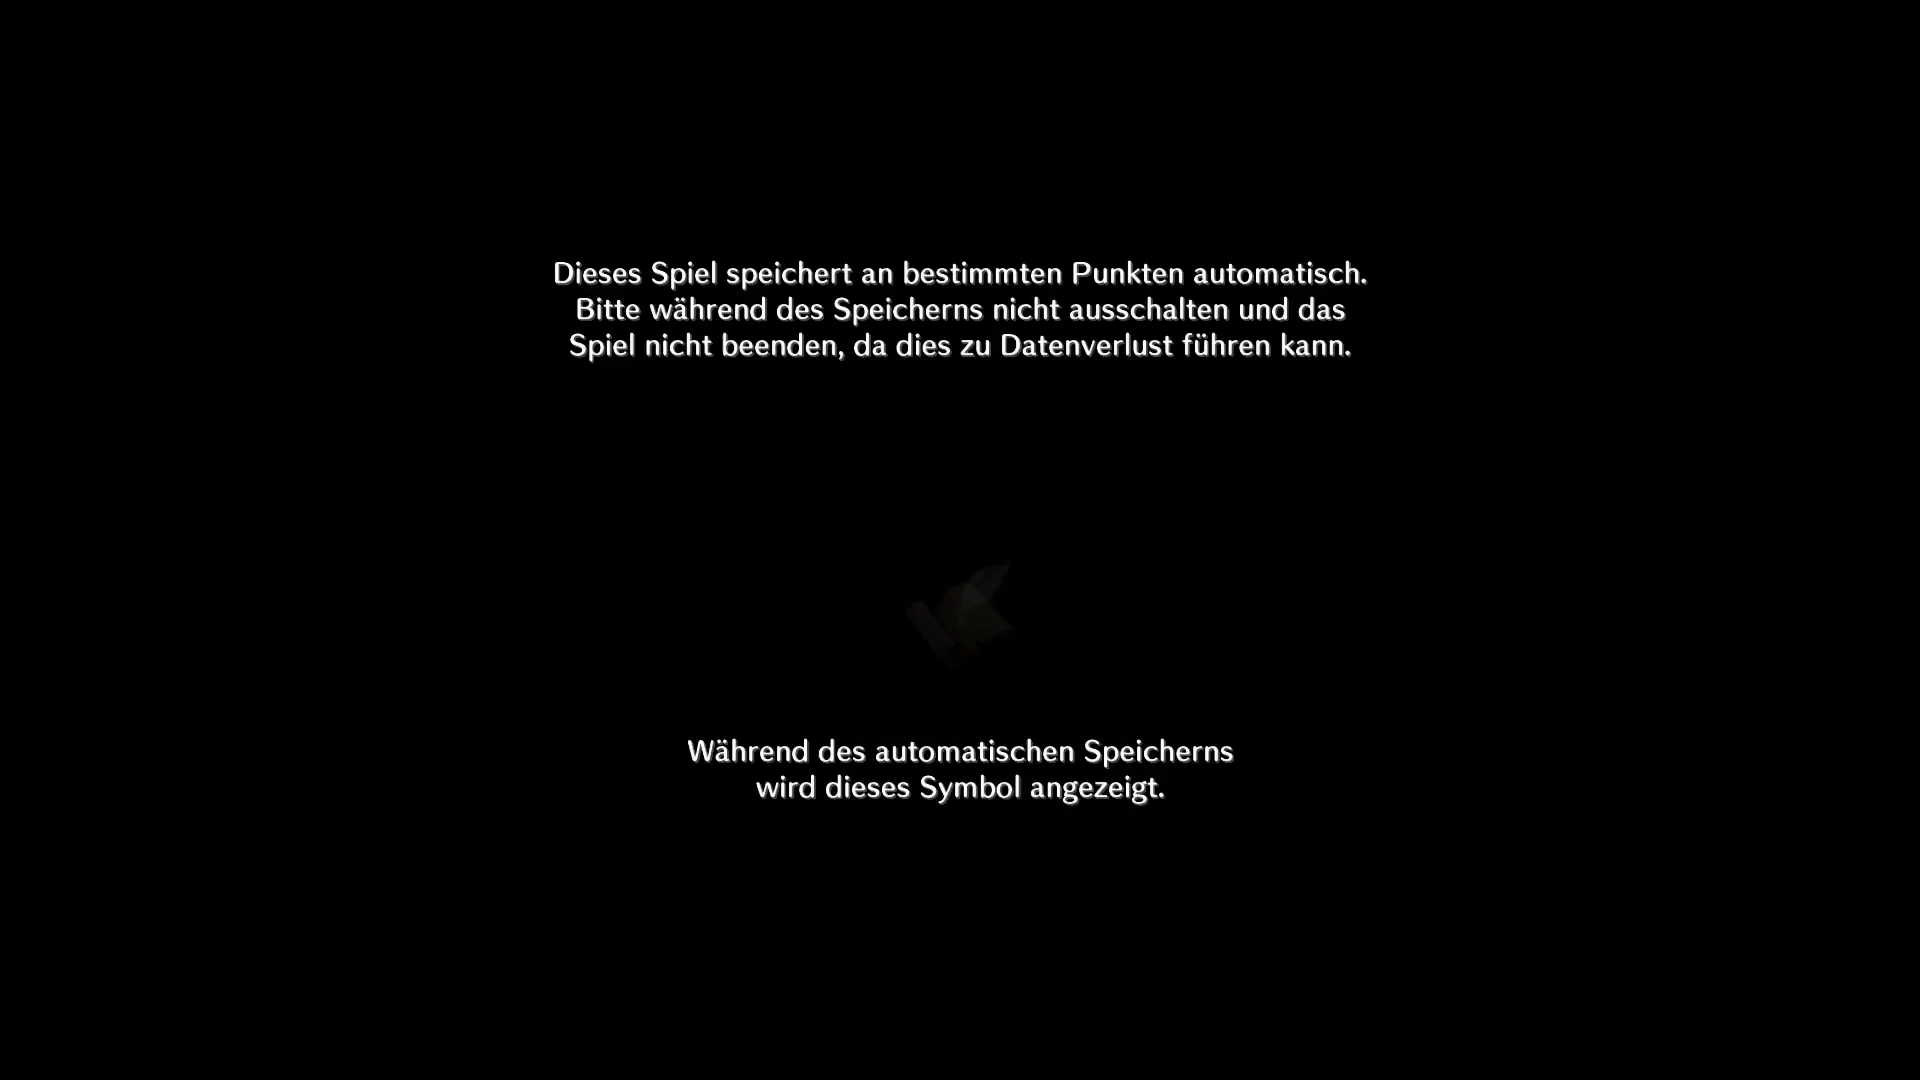 Dieses Spiel speichert an bestimmten Punkten automatisch.
Bitte während des Speicherns nicht ausschalten und das
Spiel nicht beenden, da dies zu Datenverlust führen kann.
Während des automatischen Speicherns
wird dieses Symbol angezeigt.